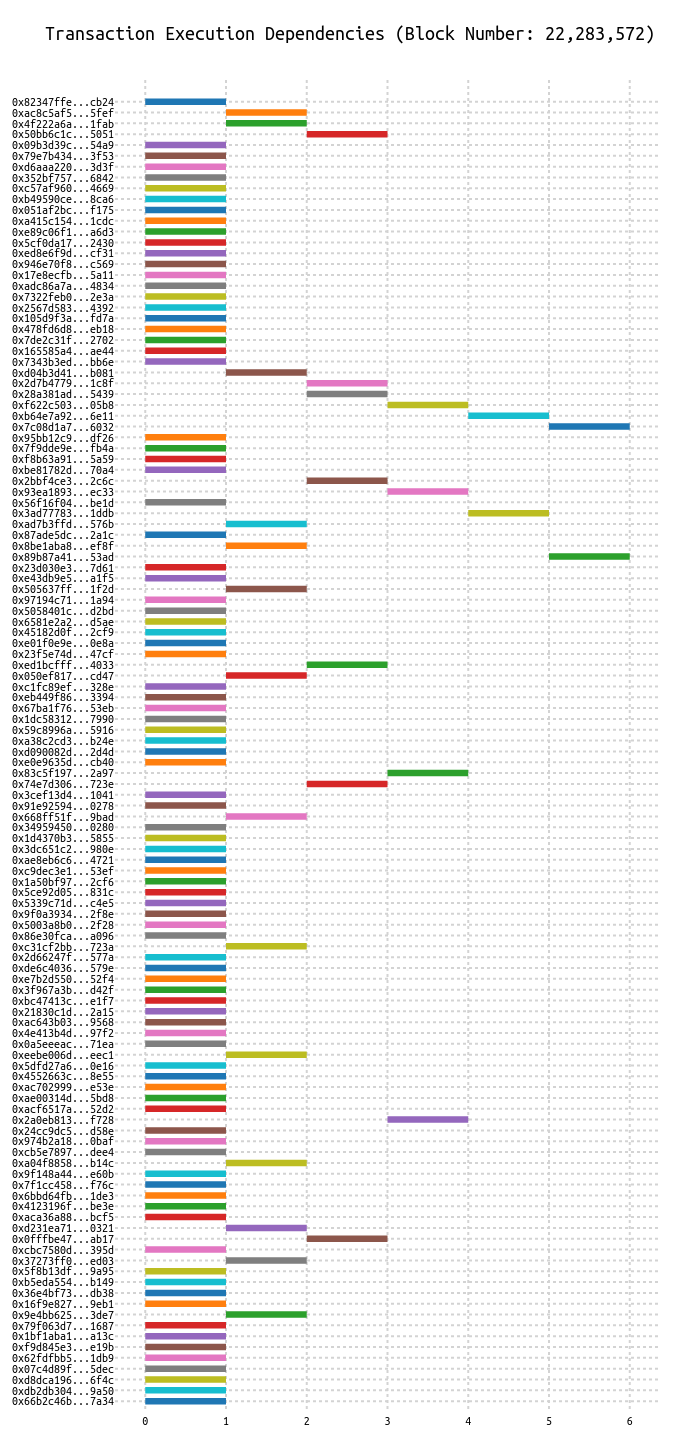 Transaction Execution Dependencies (Block Number: 22,283,572)
0x82347ffe...cb24
0xac8c5af5...5fef
0x4f222a6a...1fab
0x50bb6c1c...5051
0x09b3d39c...54a9
0x79e7b434...3f53
0xd6aaa220...3d3f
0x352bf757...6842
0xc57af960...4669
0xb49590ce...8ca6
0x051af2bc...f175
0xa415c154...1cdc
0xe89c06f1...a6d3
0x5cf0da17...2430
0xed8e6f9d...cf31
0x946e70f8...c569
0x17e8ecfb...5a11
0xadc86a7a...4834
0x7322feb0...2e3a
0x2567d583...4392
0x105d9f3a...fd7a
0x478fd6d8...eb18
0x7de2c31f...2702
0x165585a4...ae44
0x7343b3ed...bb6e
0xd04b3d41...b081
0x2d7b4779...1c8f
0x28a381ad...5439
0xf622c503...05b8
0xb64e7a92...6e11
0x7c08d1a7...6032
0x95bb12c9...df26
0x7f9dde9e...fb4a
0xf8b63a91...5a59
0xbe81782d...70a4
0x2bbf4ce3...2c6c
0x93ea1893...ec33
0x56f16f04...be1d
0x3ad77783...1ddb
0xad7b3ffd...576b
0x87ade5dc...2a1c
0x8be1aba8...ef8f
0x89b87a41...53ad
0x23d030e3...7d61
0xe43db9e5...a1f5
0x505637ff...1f2d
0x97194c71...1a94
0x5058401c...d2bd
0x6581e2a2...d5ae
0x45182d0f...2cf9
0xe01f0e9e...0e8a
0x23f5e74d...47cf
0xed1bcfff...4033
0x050ef817...cd47
0xc1fc89ef...328e
0xeb449f86...3394
0x67ba1f76...53eb
0x1dc58312...7990
0x59c8996a...5916
0xa38c2cd3...b24e
0xd090082d...2d4d
0xe0e9635d...cb40
0x83c5f197...2a97
0x74e7d306...723e
0x3cef13d4...1041
0x91e92594...0278
0x668ff51f...9bad
0x34959450...0280
0x1d4370b3...5855
0x3dc651c2...980e
0xae8eb6c6...4721
0xc9dec3e1...53ef
0x1a50bf97...2cf6
0x5ce92d05...831c
0x5339c71d...c4e5
0x9f0a3934...2f8e
0x5003a8b0...2f28
0x86e30fca...a096
0xc31cf2bb...723a
0x2d66247f...577a
0xde6c4036...579e
0xe7b2d550...52f4
0x3f967a3b...d42f
0xbc47413c...e1f7
0x21830c1d...2a15
0xac643b03...9568
0x4e413b4d...97f2
0x0a5eeeac...71ea
0xeebe006d...eec1
0x5dfd27a6...0e16
0x4552663c...8e55
0xac702999...e53e
0xae00314d...5bd8
0xacf6517a...52d2
0x2a0eb813...f728
0x24cc9dc5...d58e
0x974b2a18...0baf
0xcb5e7897...dee4
0xa04f8858...b14c
0x9f148a44...e60b
0x7f1cc458...f76c
0x6bbd64fb...1de3
0x4123196f...be3e
0xaca36a88...bcf5
0xd231ea71...0321
0x0fffbe47...ab17
0xcbc7580d...395d
0x37273ff0...ed03
0x5f8b13df...9a95
0xb5eda554...b149
0x36e4bf73...db38
0x16f9e827...9eb1
0x9e4bb625...3de7
0x79f063d7...1687
0x1bf1aba1...a13c
0xf9d845e3...e19b
0x62fdfbb5...1db9
0x07c4d89f...5dec
0xd8dca196...6f4c
0xdb2db304...9a50
0x66b2c46b...7a34
0 1 2 3 4 5 6